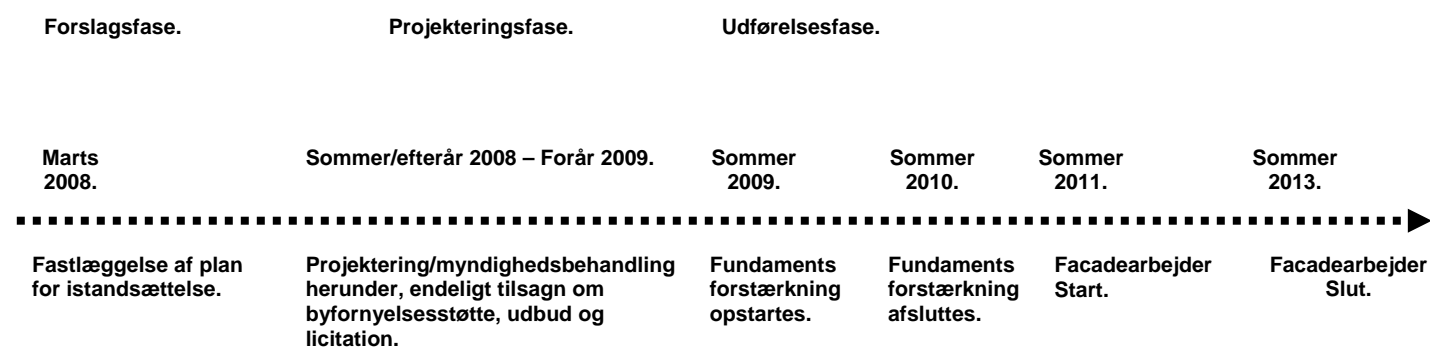 Forslagsfase.
Projekteringsfase.
Udførelsesfase.
Marts
2008.
Sommer/efterår 2008 – Forår 2009.
Sommer
2009.
Sommer
2010.
Sommer
2011.
Sommer
2013.
Fastlæggelse af plan
for istandsættelse.
Projektering/myndighedsbehandling
herunder, endeligt tilsagn om
byfornyelsesstøtte, udbud og
licitation.
Fundaments
forstærkning
opstartes.
Fundaments
forstærkning
afsluttes.
Facadearbejder
Start.
Facadearbejder
Slut.